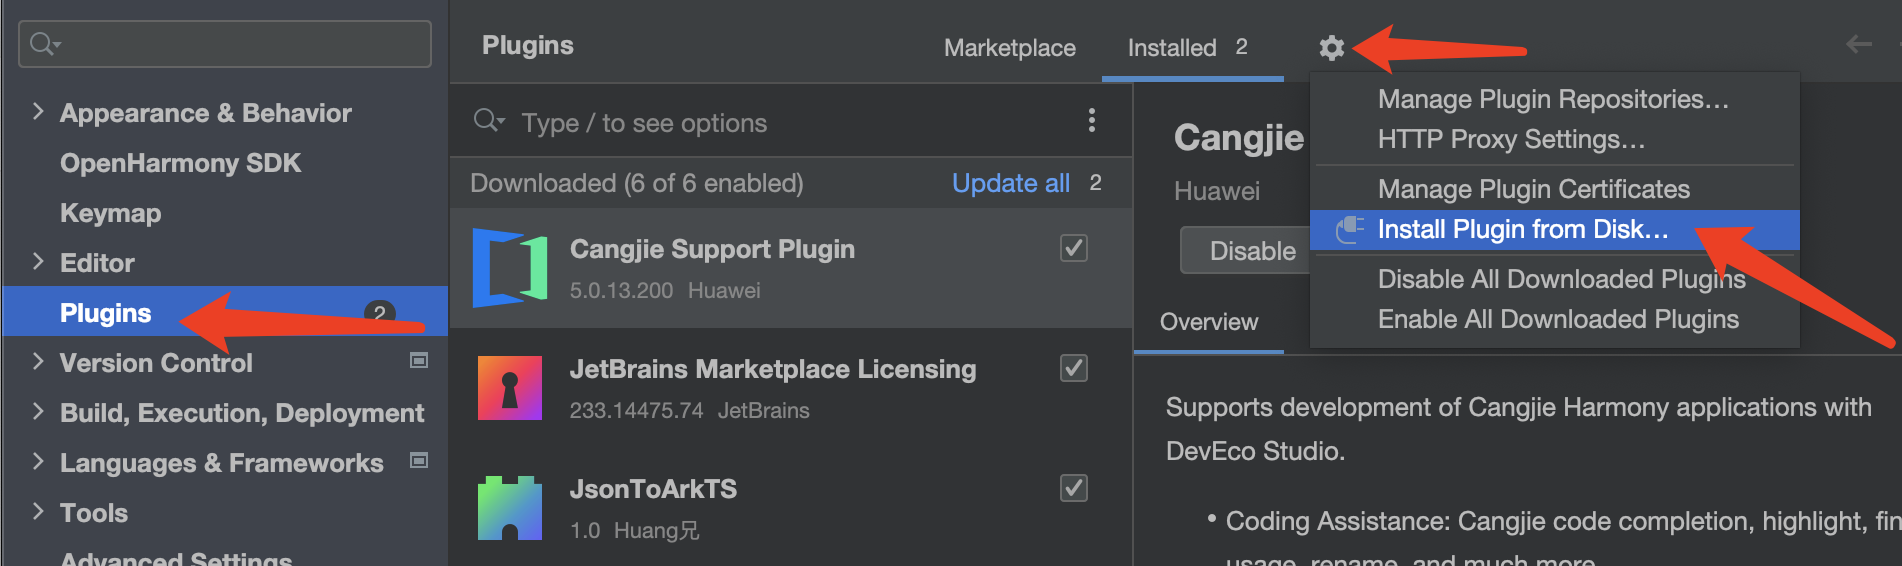 Appearance & Behavior
OpenHarmony SDK
Keymap
Editor
Plugins
2
Version Control
Build, Execution, Deployment
Languages & Frameworks
Tools
Advanced Settings
Plugins
Marketplace
Installed 2
Type / to see options
Downloaded (6 of 6 enabled)
Update all 2
Cangjie Support Plugin
5.0.13.200 Huawei
JetBrains Marketplace Licensing
233.14475.74 JetBrains
JsonToArkTS
1.0 Huang兄
Cangjie
Huawei
Disable
Overview
Manage Plugin Repositories…
HTTP Proxy Settings…
Manage Plugin Certificates
Install Plugin from Disk…
Disable All Downloaded Plugins
Enable All Downloaded Plugins
Supports development of Cangjie Harmony applications with
DevEco Studio.
• Coding Assistance: Cangjie code completion, highlight, fin
usage, rename, and much more